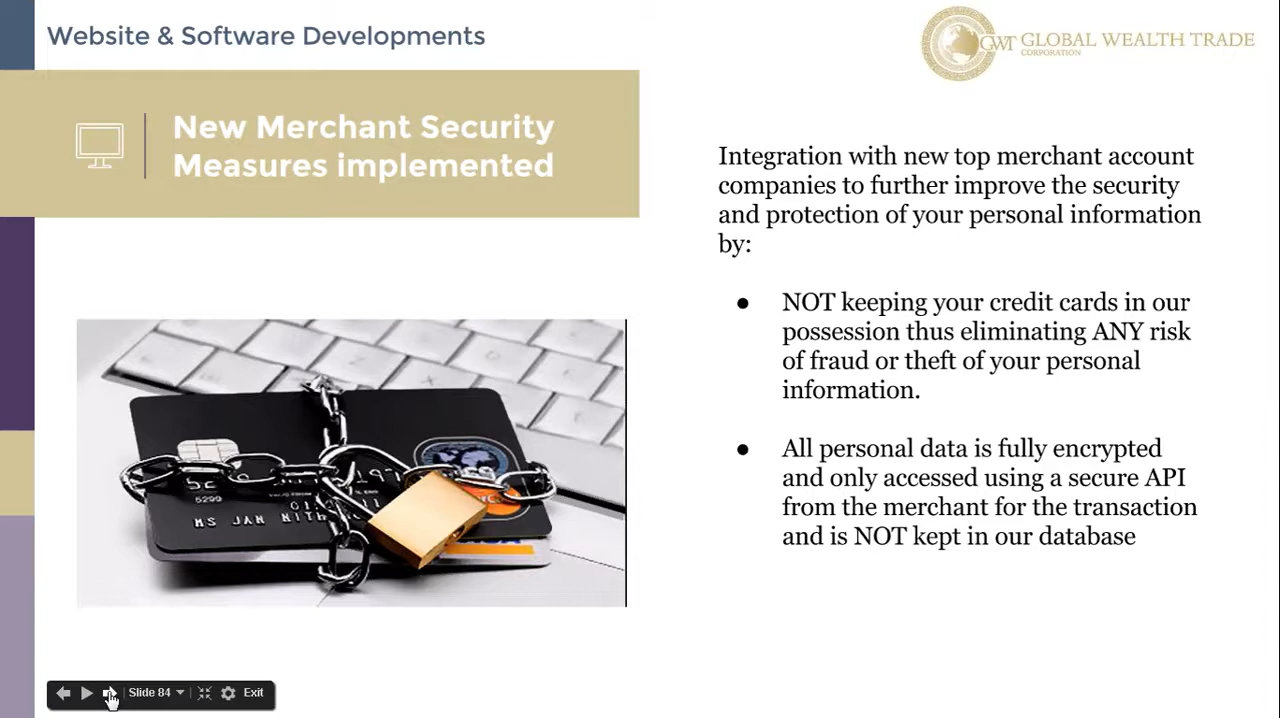 Website & Software Developments
GWT GLOBAL WEALTH TRADE
CORPORATION
New Merchant Security
Measures implemented
Integration with new top merchant account
companies to further improve the security
and protection of your personal information
by:
● NOT keeping your credit cards in our
possession thus eliminating ANY risk
of fraud or theft of your personal
information.
● All personal data is fully encrypted
and only accessed using a secure API
from the merchant for the transaction
and is NOT kept in our database
5299
MS JAN
Slide 84
Exit